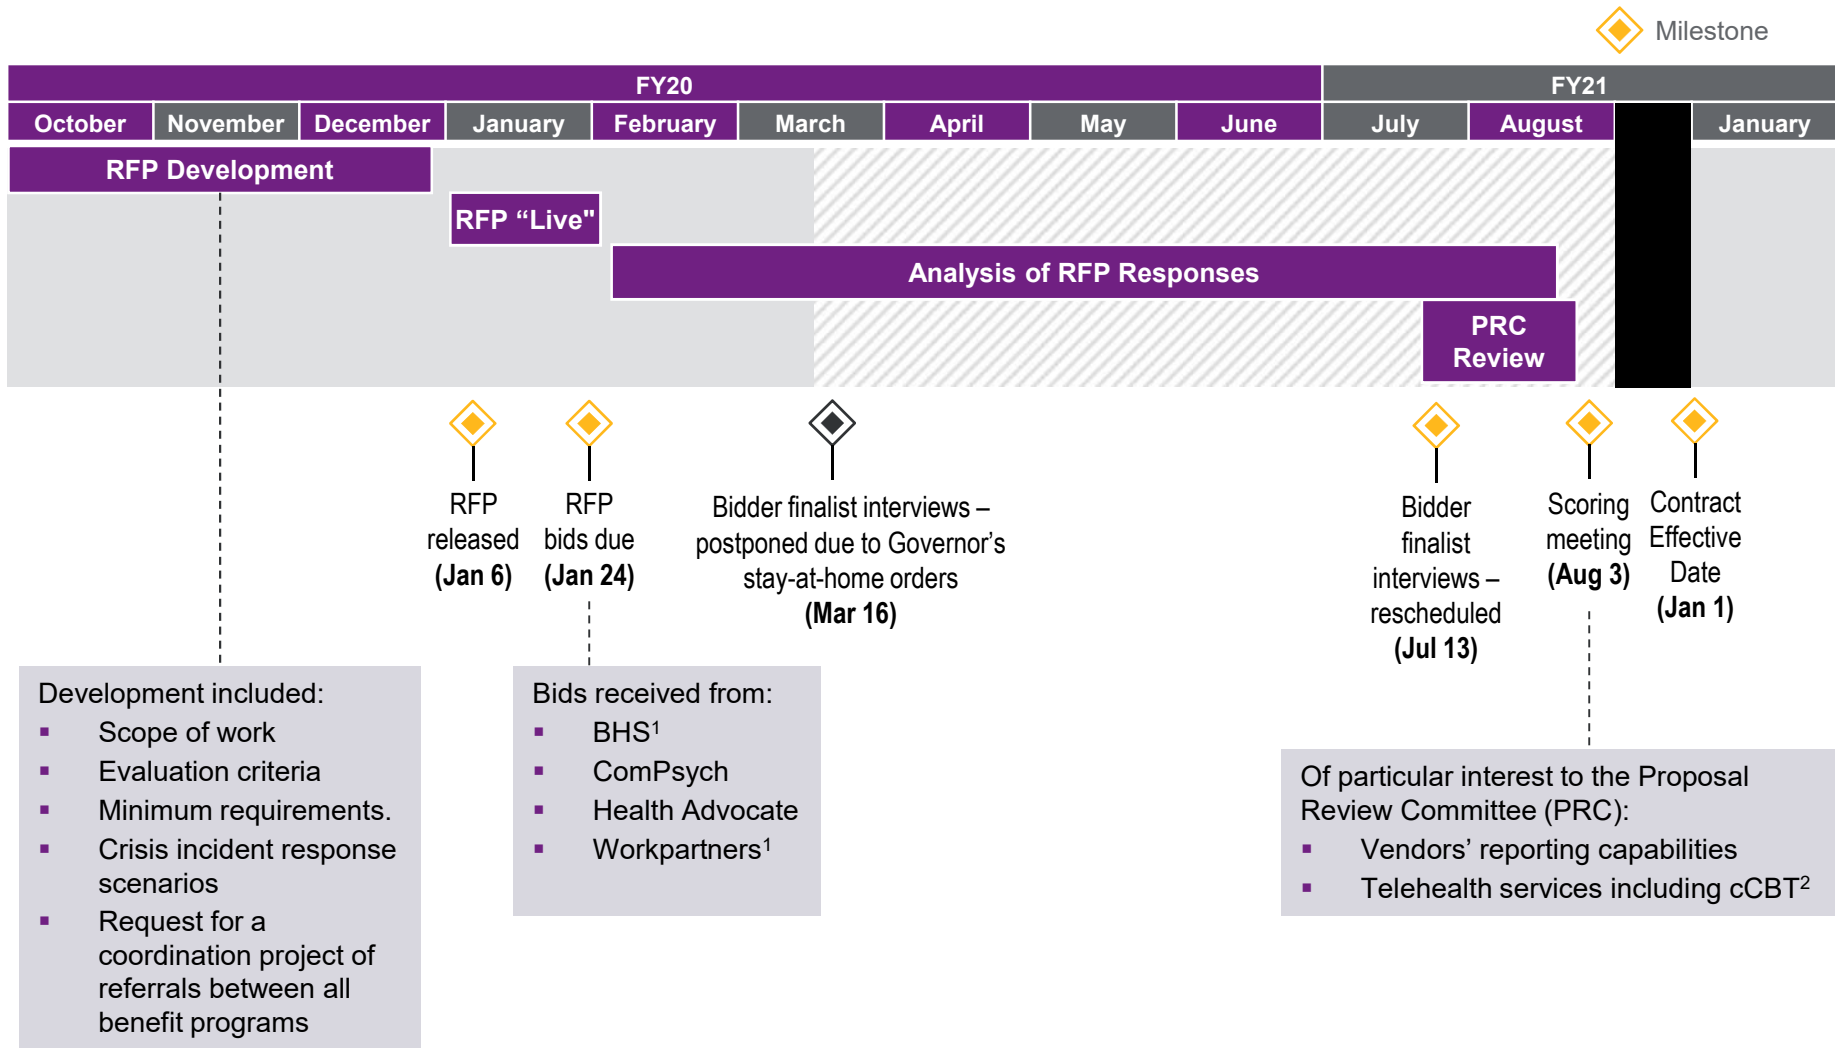 Milestone
FY20
FY21
October
November
December
January
February
March
April
May
June
July
August
January
RFP Development
RFP “Live"
Analysis of RFP Responses
PRC
Review
RFP
released
(Jan 6)
RFP
bids due
(Jan 24)
Bidder finalist interviews –
postponed due to Governor’s
stay-at-home orders
(Mar 16)
Bidder
finalist
interviews –
rescheduled
(Jul 13)
Scoring
meeting
(Aug 3)
Contract
Effective
Date
(Jan 1)
Development included:
▪ Scope of work
▪ Evaluation criteria
▪ Minimum requirements.
▪ Crisis incident response
scenarios
▪ Request for a
coordination project of
referrals between all
benefit programs
Bids received from:
▪ BHS¹
▪ ComPsych
▪ Health Advocate
▪ Workpartners¹
Of particular interest to the Proposal
Review Committee (PRC):
▪ Vendors’ reporting capabilities
▪ Telehealth services including cCBT²